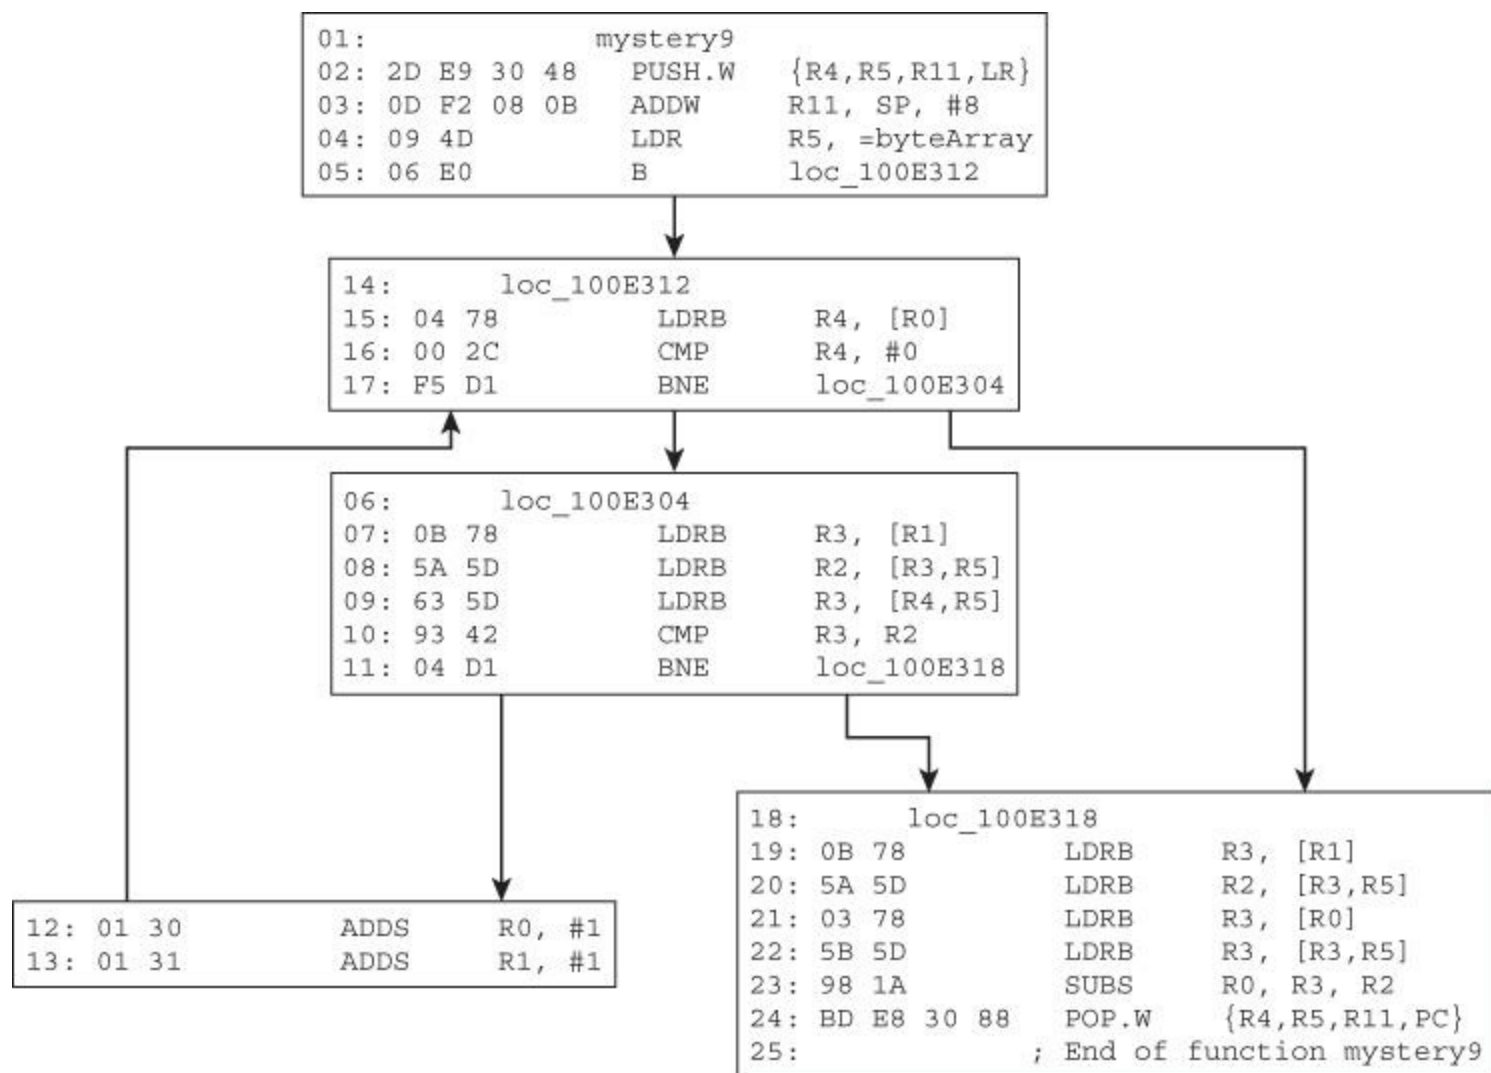 01: mystery9
02: 2D E9 30 48 PUSH.W {R4,R5,R11,LR}
03: 0D F2 08 0B ADDW R11, SP, #8
04: 09 4D LDR R5, =byteArray
05: 06 E0 B loc_100E312
14: loc_100E312
15: 04 78 LDRB R4, [R0]
16: 00 2C CMP R4, #0
17: F5 D1 BNE loc_100E304
06: loc_100E304
07: 0B 78 LDRB R3, [R1]
08: 5A 5D LDRB R2, [R3,R5]
09: 63 5D LDRB R3, [R4,R5]
10: 93 42 CMP R3, R2
11: 04 D1 BNE loc_100E318
12: 01 30 ADDS R0, #1
13: 01 31 ADDS R1, #1
18: loc_100E318
19: 0B 78 LDRB R3, [R1]
20: 5A 5D LDRB R2, [R3,R5]
21: 03 78 LDRB R3, [R0]
22: 5B 5D LDRB R3, [R3,R5]
23: 98 1A SUBS R0, R3, R2
24: BD E8 30 88 POP.W {R4,R5,R11,PC}
25: ; End of function mystery9